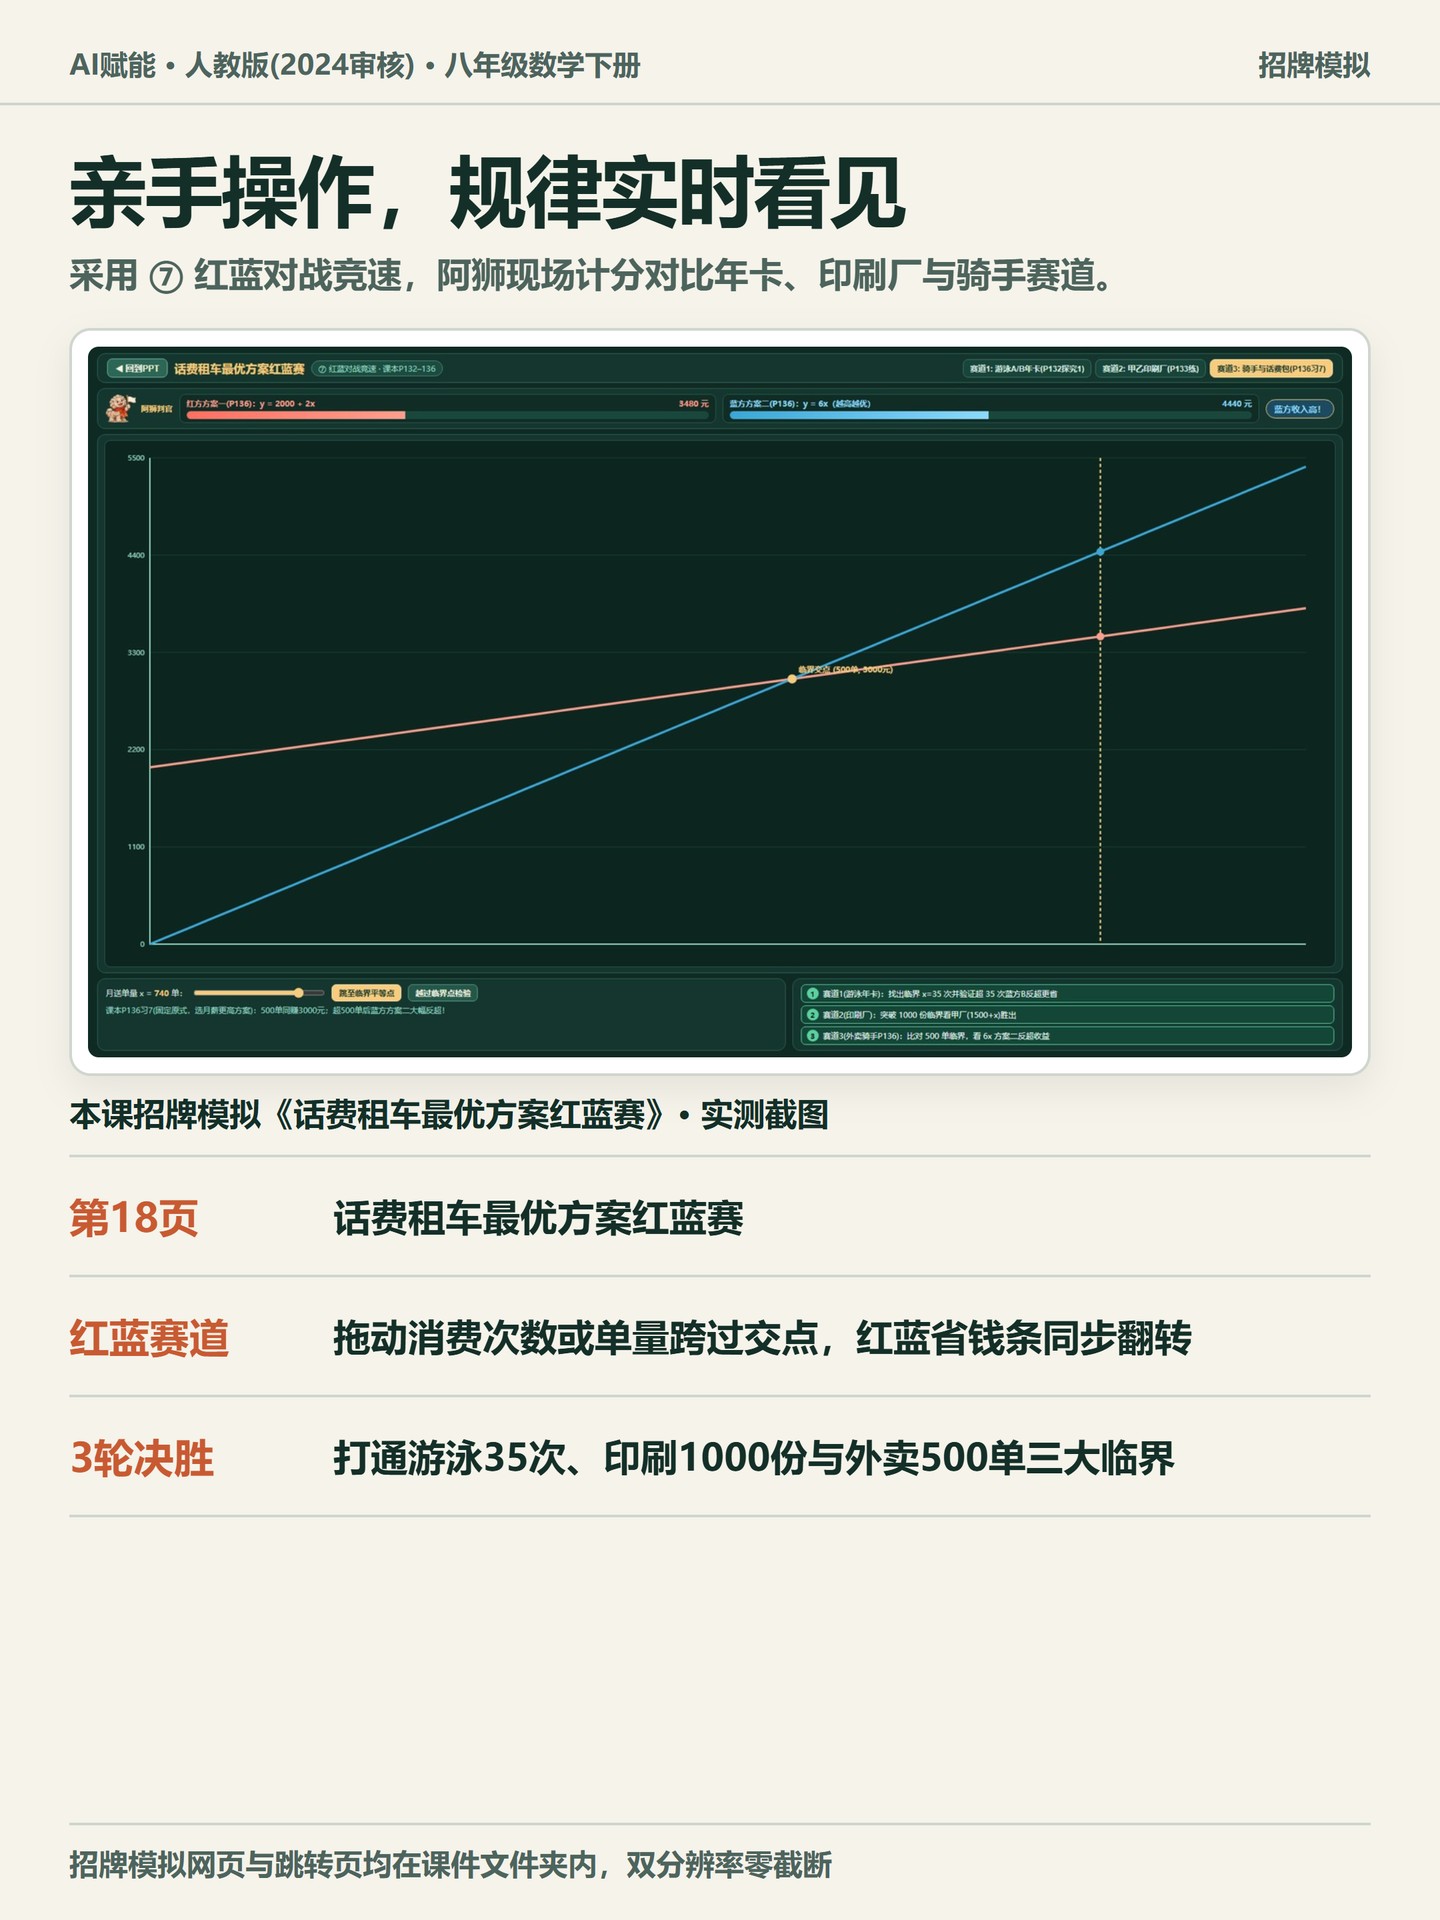 AI赋能 • 人教版(2024审核) • 八年级数学下册
招牌模拟
亲手操作，规律实时看见
采用 ⑦ 红蓝对战竞速，阿狮现场计分对比年卡、印刷厂与骑手赛道。
◀ 回到PPT
话费租车最优方案红蓝赛
⑦ 红蓝对战竞速 · 课本P132-136
赛道1: 游泳A/B年卡(P132探究1)
赛道2: 甲乙印刷厂(P133练)
赛道3: 骑手与话费包(P136习7)
阿狮判官
红方方案一(P136)：y = 2000 + 2x
3480 元
蓝方方案二(P136)：y = 6x (越高越优)
4440 元
蓝方收入高!
5500
4400
3300
2200
1100
0
临界交点 (500单, 3000元)
月送单量 x = 740 单:
跳至临界平等点
越过临界点检验
课本P136习7(固定原式、选月薪更高方案)：500单同赚3000元；超500单后蓝方方案二大幅反超！
1 赛道1(游泳年卡)：找出临界 x=35 次并验证超 35 次蓝方B反超更省
2 赛道2(印刷厂)：突破 1000 份临界看甲厂(1500+x)胜出
3 赛道3(外卖骑手P136)：比对 500 单临界，看 6x 方案二反超收益
本课招牌模拟《话费租车最优方案红蓝赛》• 实测截图
第18页
话费租车最优方案红蓝赛
红蓝赛道
拖动消费次数或单量跨过交点，红蓝省钱条同步翻转
3轮决胜
打通游泳35次、印刷1000份与外卖500单三大临界
招牌模拟网页与跳转页均在课件文件夹内，双分辨率零截断